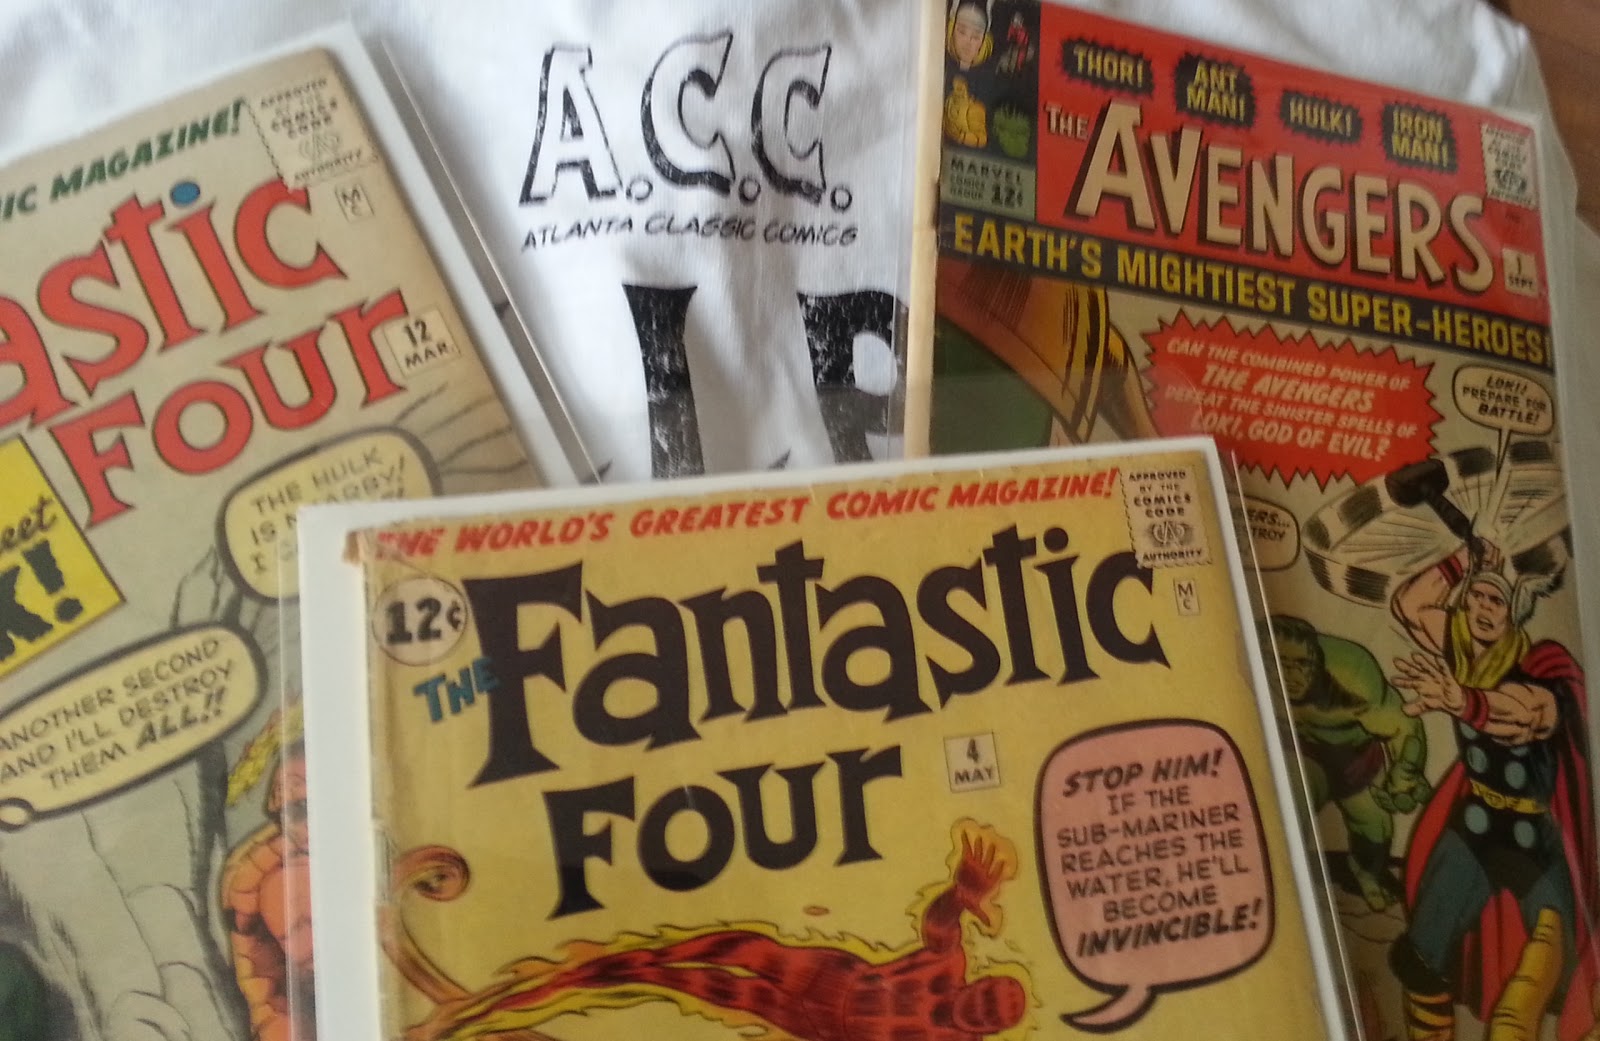 A.C.C.
ATLANTA CLASSIC COMICS
IC MAGAZINE!
APPROVED
BY THE
COMICS
CODE
AUTHORITY
M
C
astic
Four
12
MAR.
eet
K!
THE HULK
I
ANOTHER SECOND
AND I'LL DESTROY
THEM ALL!!
THE WORLD'S GREATEST COMIC MAGAZINE!
APPROVED
BY THE
COMICS
CODE
AUTHORITY
M
C
12¢
THE Fantastic
Four
4
MAY
STOP HIM!
IF THE
SUB-MARINER
REACHES THE
WATER, HE'LL
BECOME
INVINCIBLE!
THOR!
ANT
MAN!
HULK!
IRON
MAN!
THE AVENGERS
MARVEL
COMICS
GROUP 12¢
1
SEPT.
EARTH'S MIGHTIEST SUPER-HEROES!
CAN THE COMBINED POWER OF
THE AVENGERS
DEFEAT THE SINISTER SPELLS OF
LOKI, GOD OF EVIL?
LOKI!
PREPARE FOR
BATTLE!
ERS...
TROY